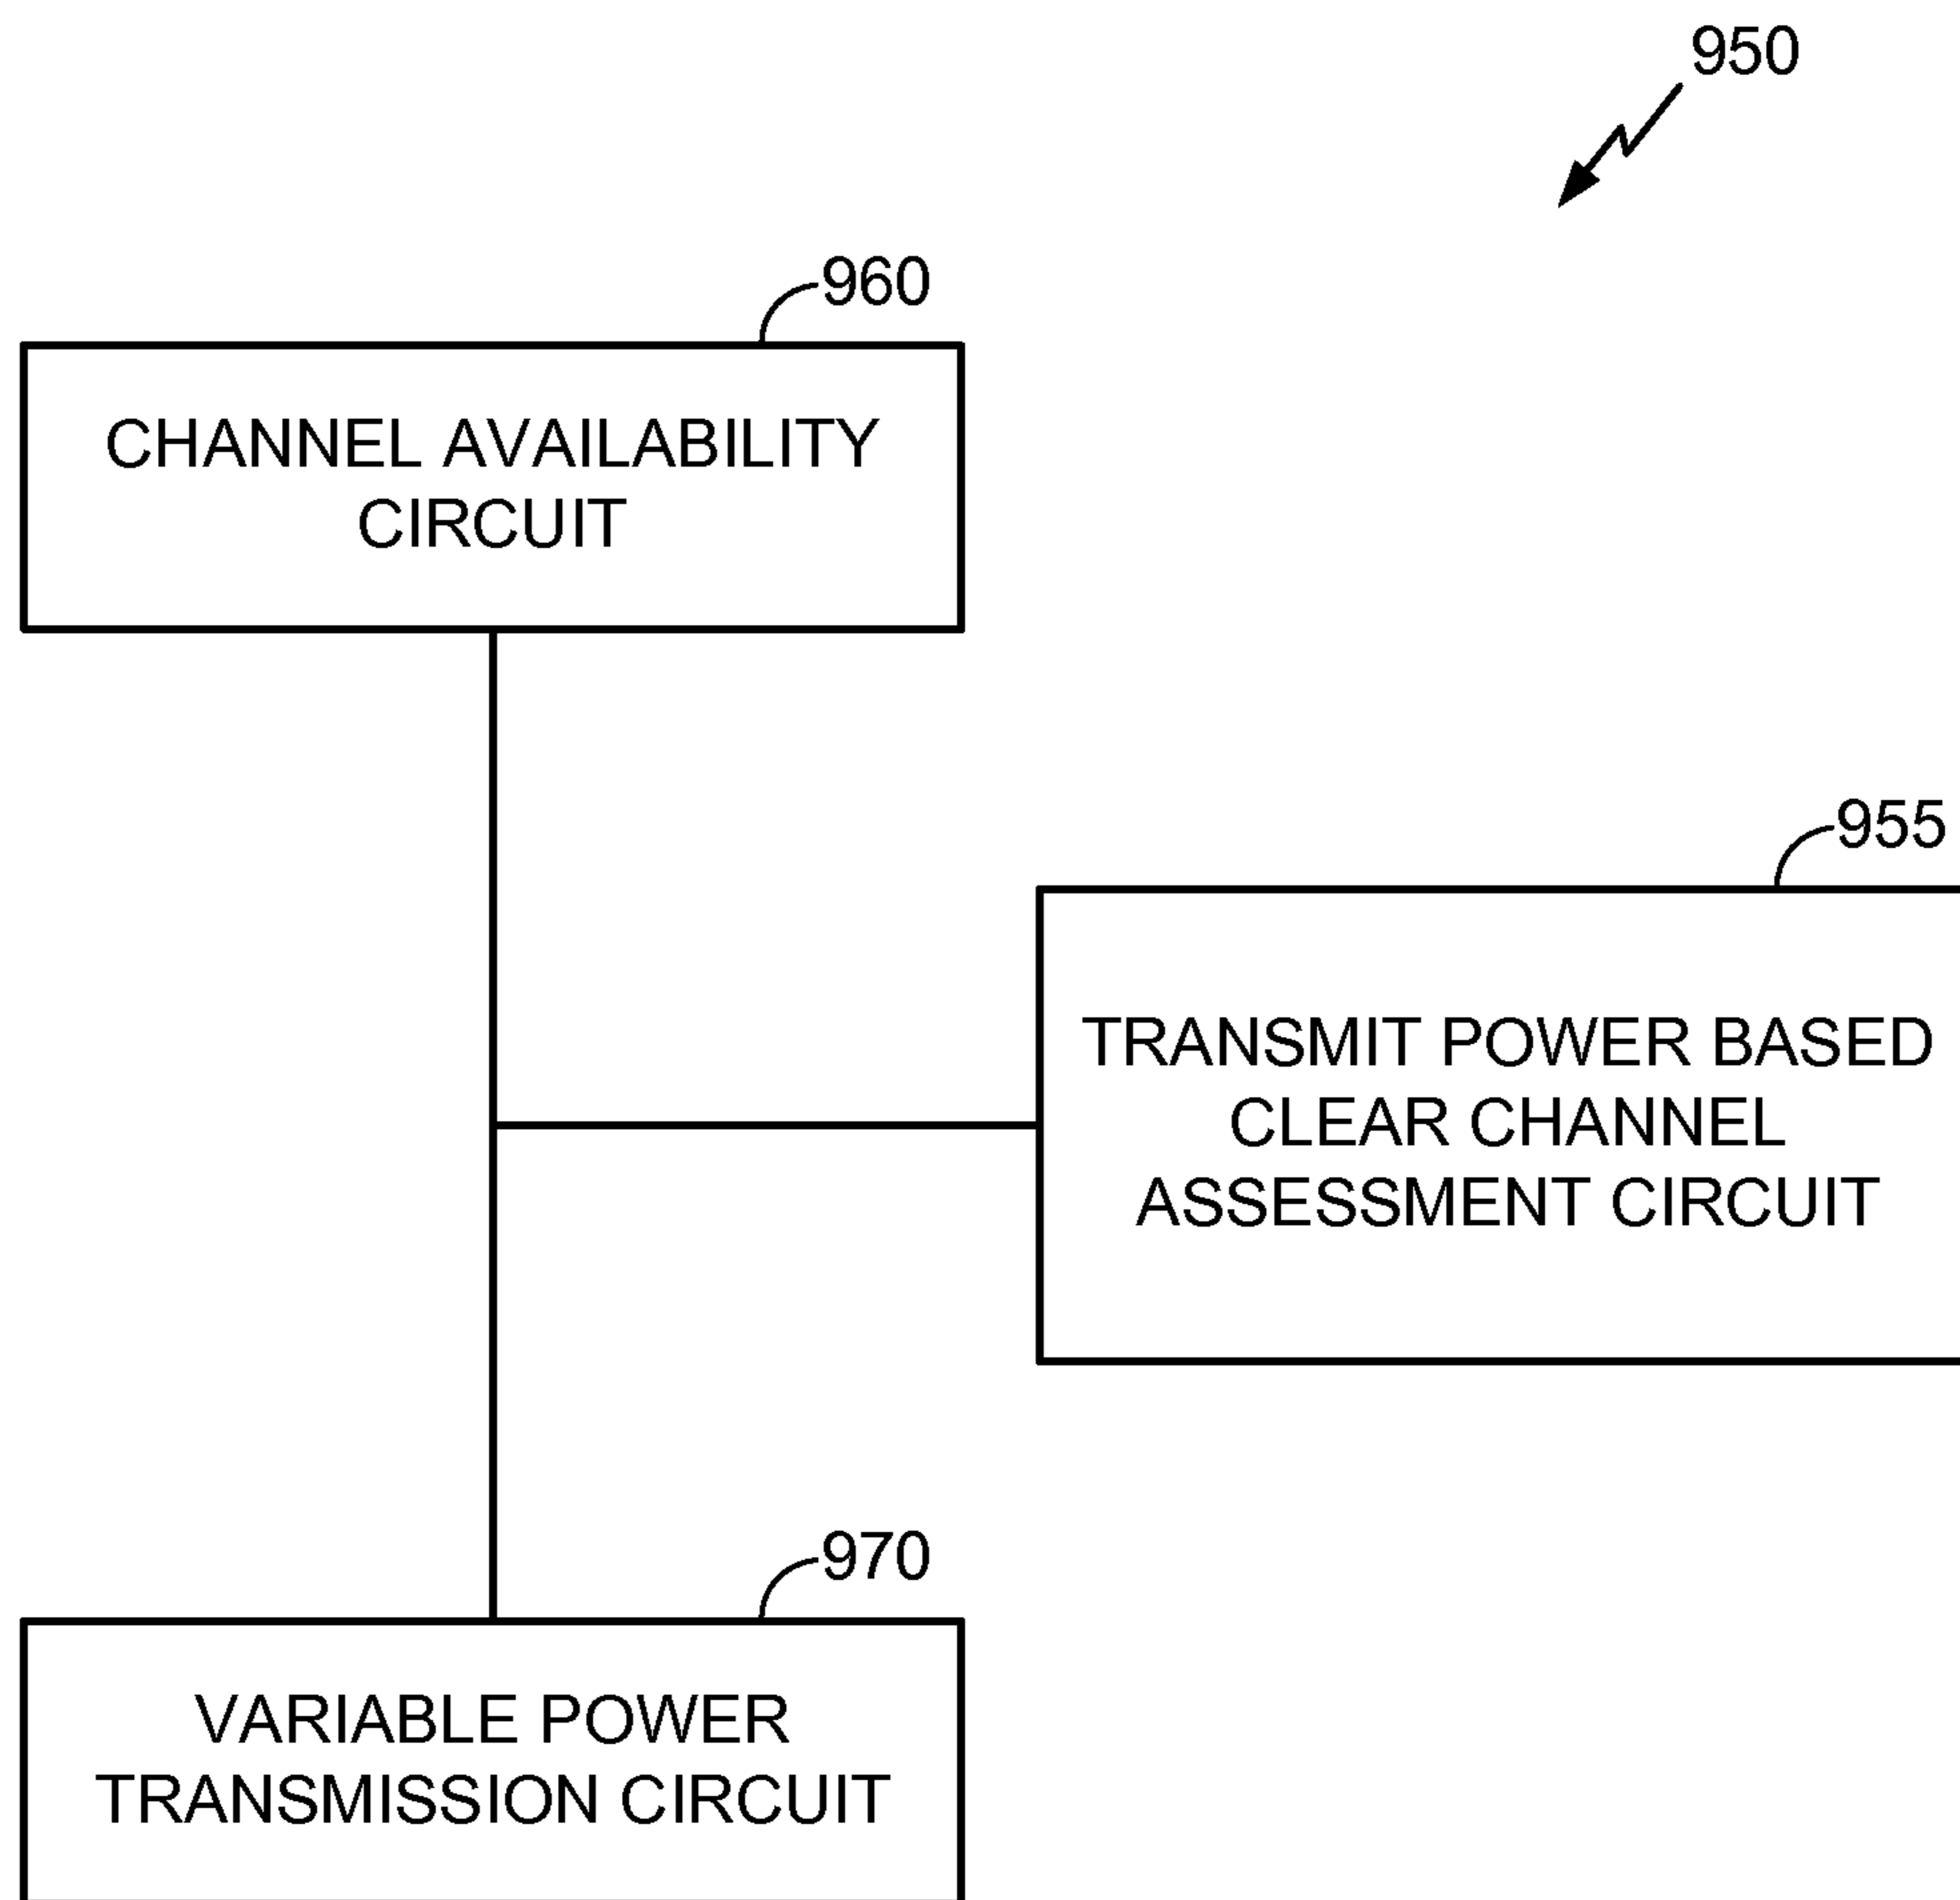 950
960
CHANNEL AVAILABILITY
CIRCUIT
955
TRANSMIT POWER BASED
CLEAR CHANNEL
ASSESSMENT CIRCUIT
970
VARIABLE POWER
TRANSMISSION CIRCUIT